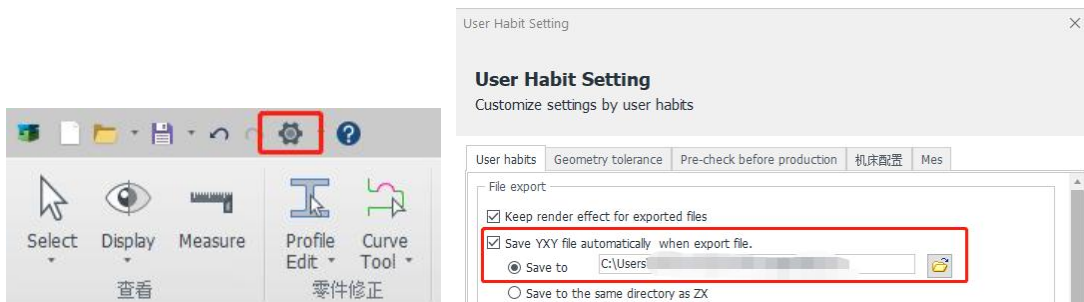 Select
Display
Measure
Profile
Edit
Curve
Tool
查看
零件修正
User Habit Setting
User Habit Setting
Customize settings by user habits
User habits
Geometry tolerance
Pre-check before production
机床配置
Mes
File export
Keep render effect for exported files
Save YXY file automatically when export file.
Save to
C:\Users
Save to the same directory as ZX